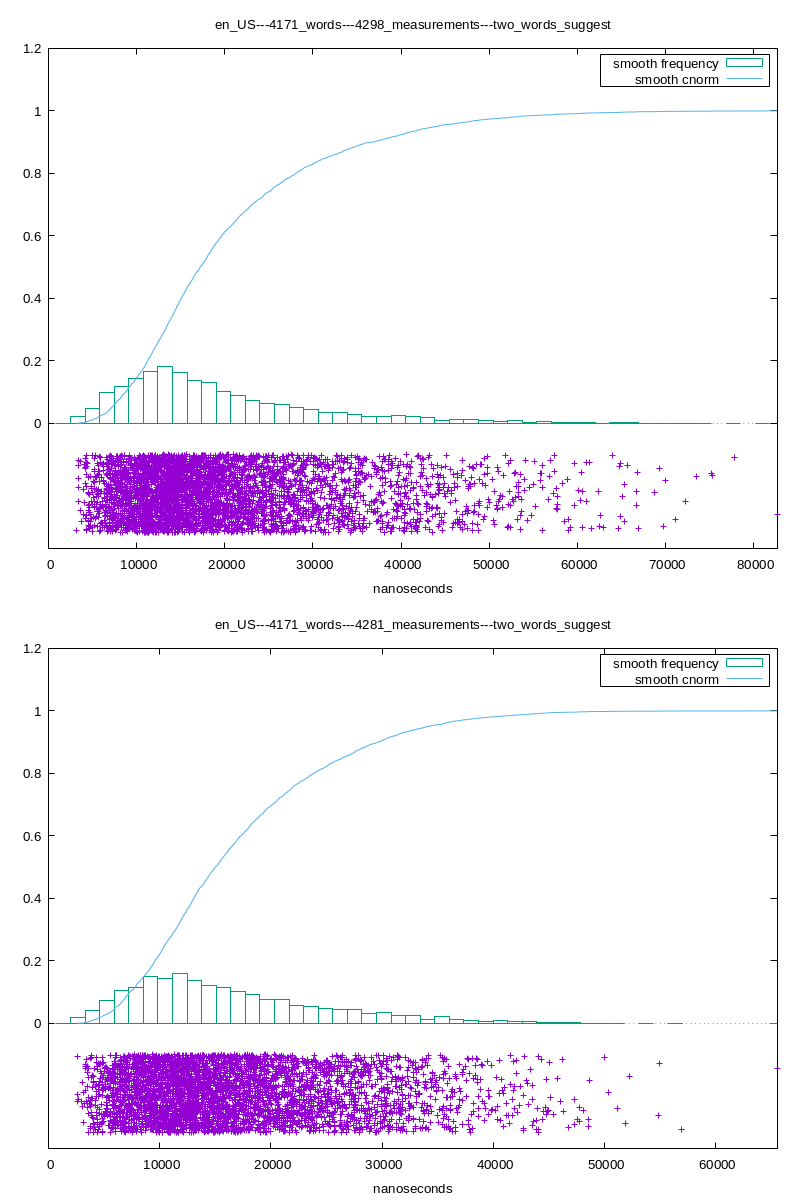 en_US---4171_words---4298_measurements---two_words_suggest
1.2
smooth frequency
smooth cnorm
1
0.8
0.6
0.4
0.2
0
0 10000 20000 30000 40000 50000 60000 70000 80000
nanoseconds
en_US---4171_words---4281_measurements---two_words_suggest
1.2
smooth frequency
smooth cnorm
1
0.8
0.6
0.4
0.2
0
0 10000 20000 30000 40000 50000 60000
nanoseconds